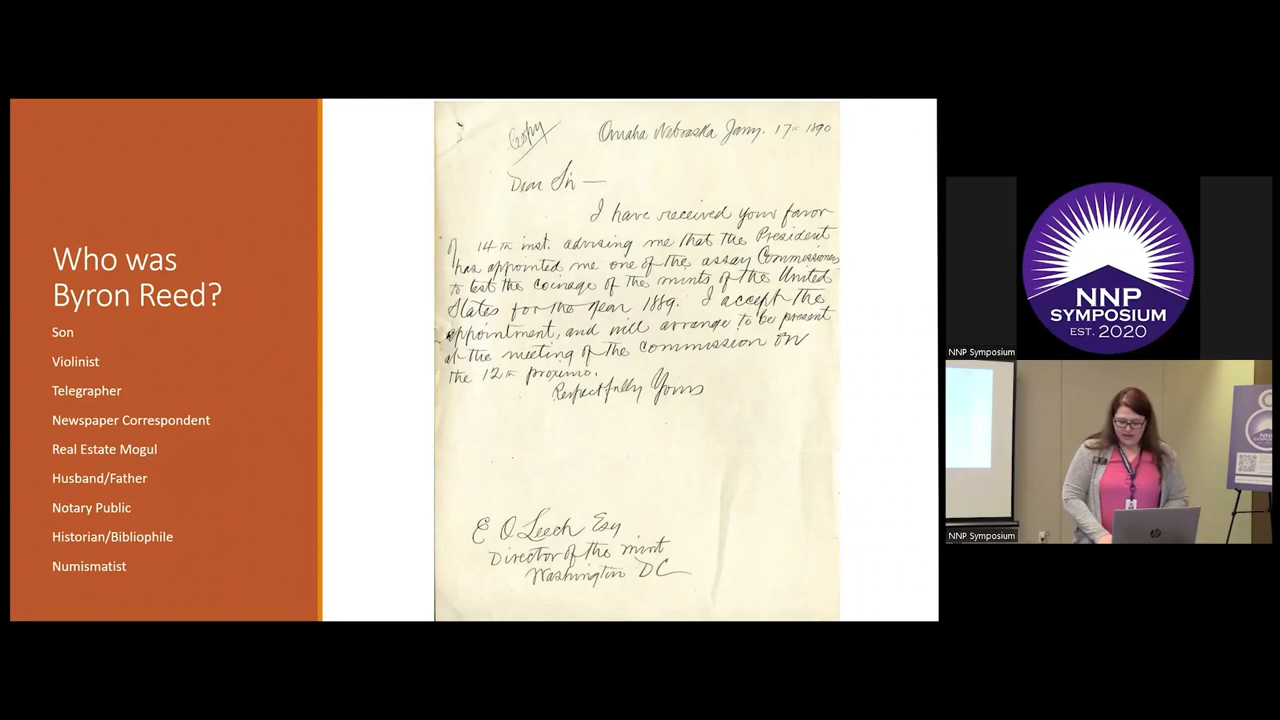 Who was
Byron Reed?
Son
Violinist
Telegrapher
Newspaper Correspondent
Real Estate Mogul
Husband/Father
Notary Public
Historian/Bibliophile
Numismatist
Copy
Omaha Nebraska Jany. 17th 1890
Dear Sir —
I have received your favor
of 14th inst. advising me that the President
has appointed me one of the assay Commissioners
to test the coinage of the mints of the United
States for the Year 1889. I accept the
appointment, and will arrange to be present
at the meeting of the commission on
the 12th proximo.
Respectfully Yours
E O Leech Esq
Director of the mint
Washington DC
NNP
SYMPOSIUM
EST. 2020
NNP Symposium
NNP Symposium